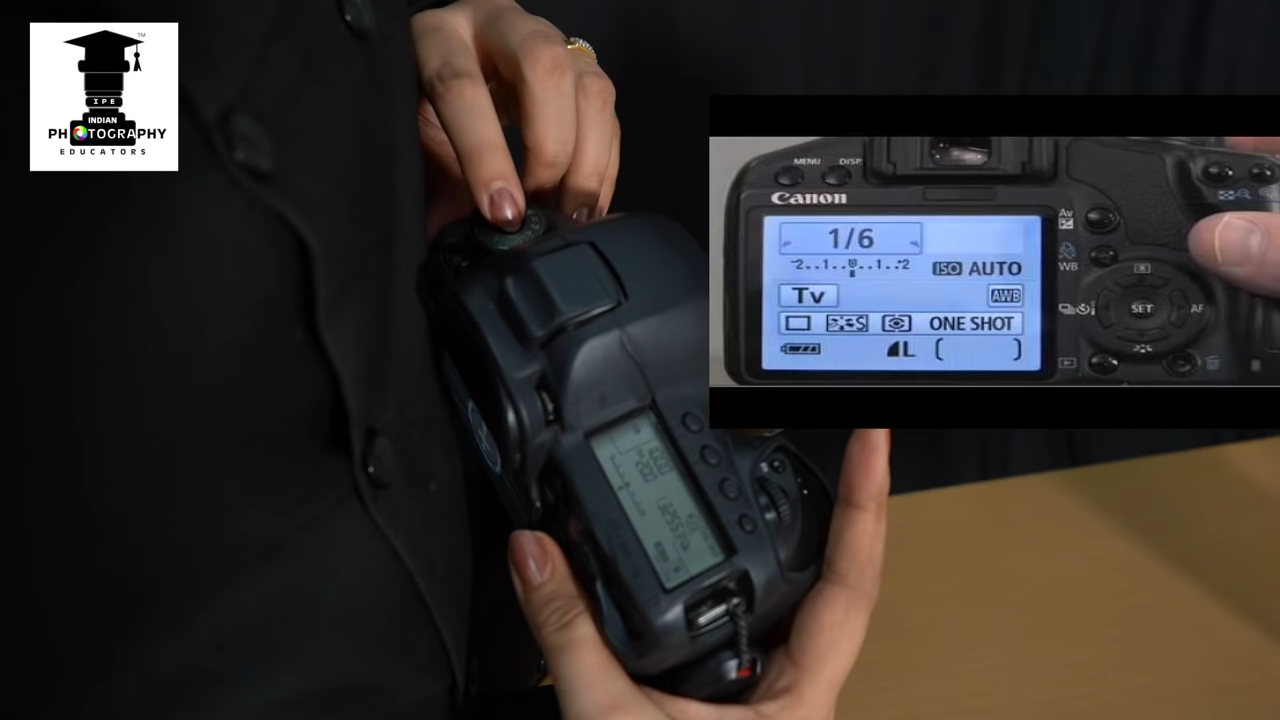 TM
IPE
INDIAN
PHOTOGRAPHY
EDUCATORS
MENU DISP
Canon
1/6
-2..1..0..1..+2
ISO AUTO
Tv
AWB
S ONE SHOT
L
Av
WB
SET
AF